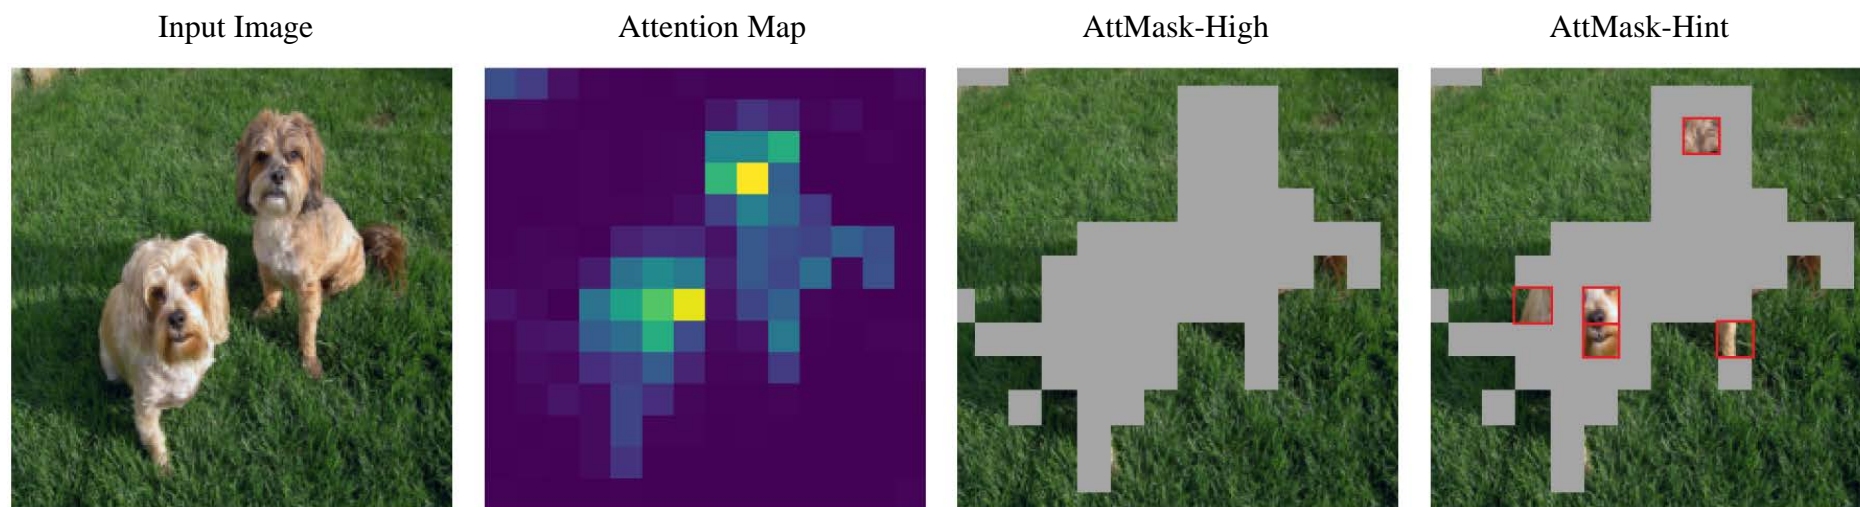 Input Image
Attention Map
AttMask-High
AttMask-Hint